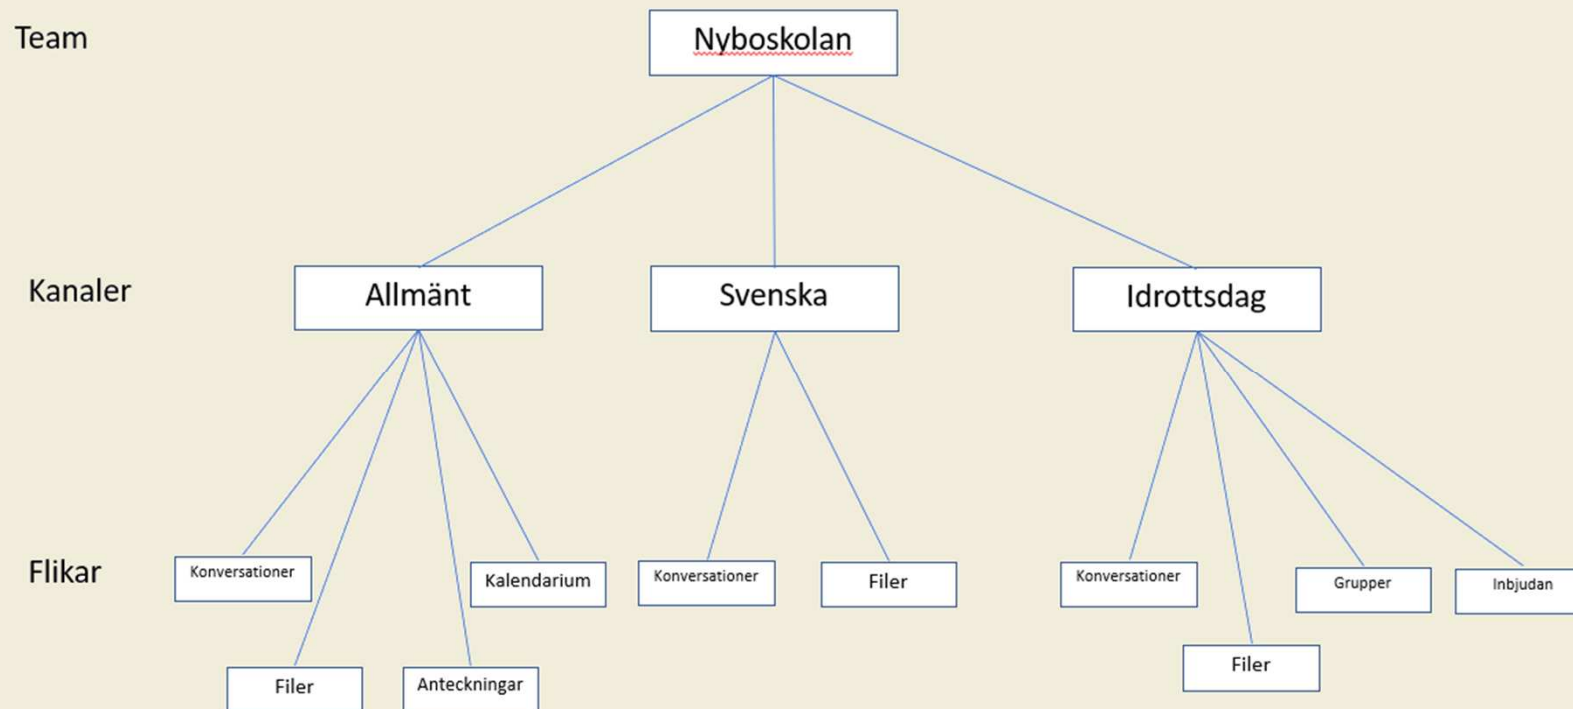 Team
Nyboskolan
Kanaler
Allmänt
Svenska
Idrottsdag
Flikar
Konversationer
Kalendarium
Konversationer
Filer
Konversationer
Grupper
Inbjudan
Filer
Anteckningar
Filer